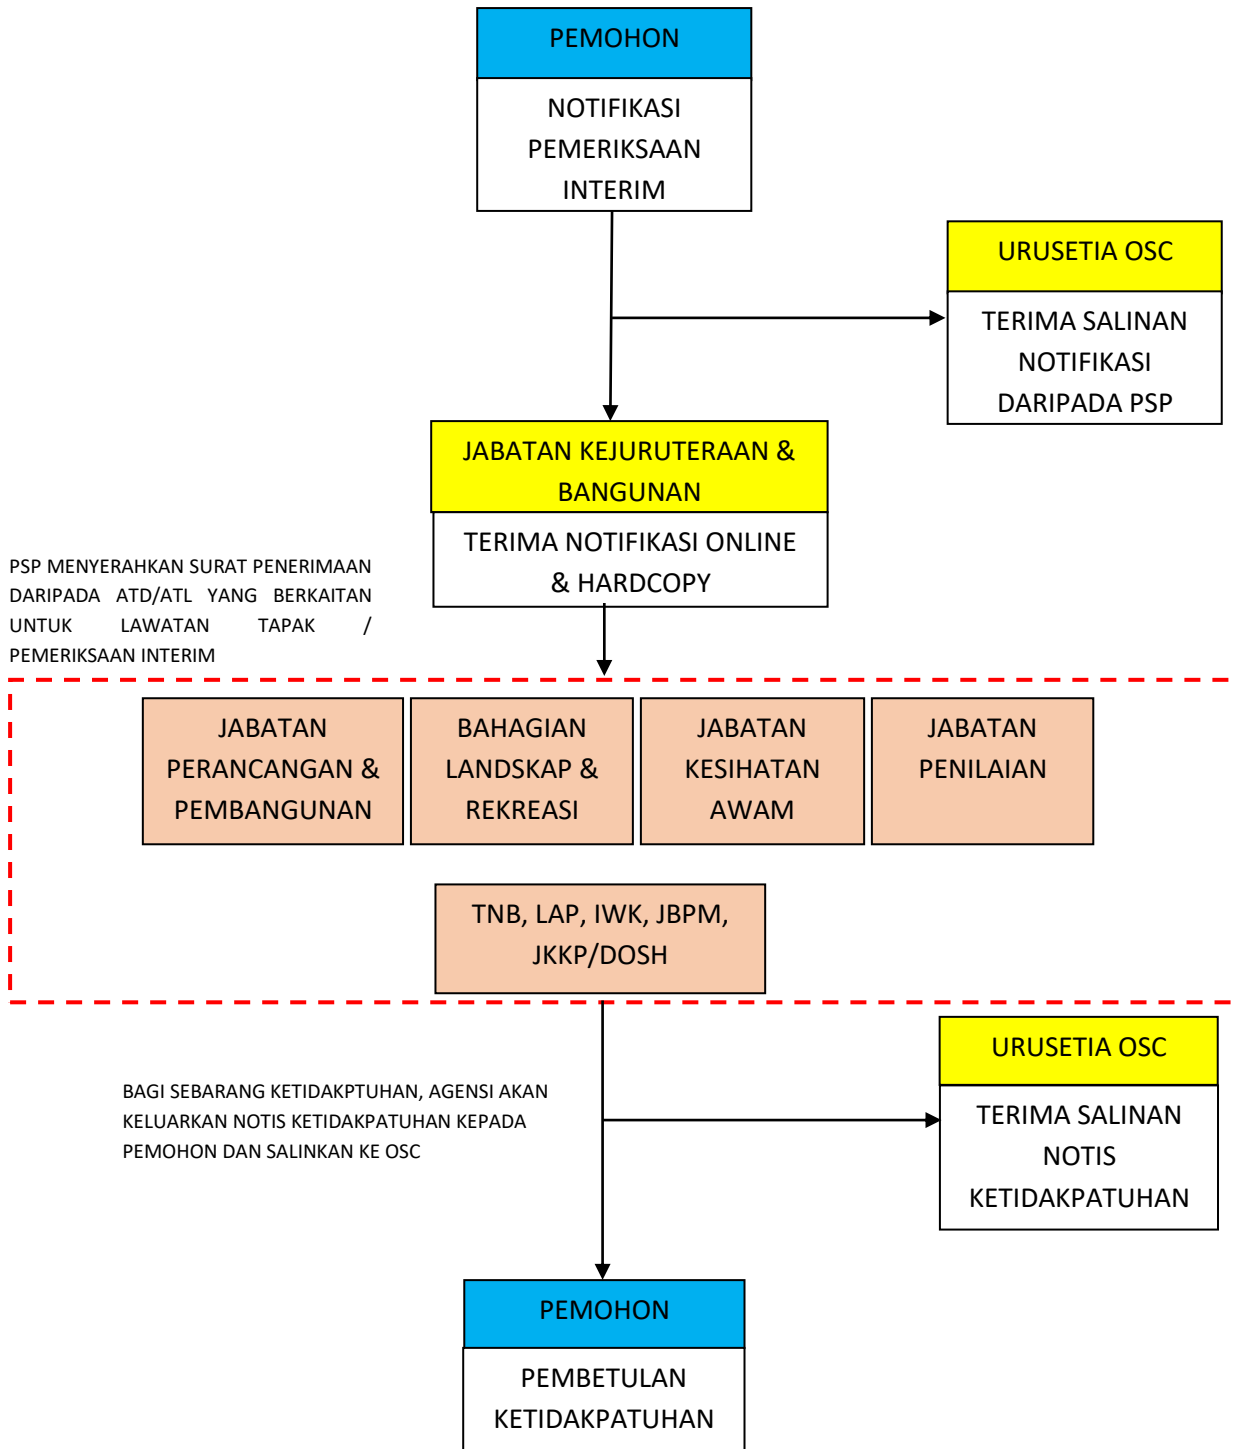 PEMOHON
NOTIFIKASI
PEMERIKSAAN
INTERIM
URUSETIA OSC
TERIMA SALINAN
NOTIFIKASI
DARIPADA PSP
JABATAN KEJURUTERAAN &
BANGUNAN
TERIMA NOTIFIKASI ONLINE
& HARDCOPY
PSP MENYERAHKAN SURAT PENERIMAAN
DARIPADA ATD/ATL YANG BERKAITAN
UNTUK LAWATAN TAPAK /
PEMERIKSAAN INTERIM
JABATAN
PERANCANGAN &
PEMBANGUNAN
BAHAGIAN
LANDSKAP &
REKREASI
JABATAN
KESIHATAN
AWAM
JABATAN
PENILAIAN
TNB, LAP, IWK, JBPM,
JKKP/DOSH
URUSETIA OSC
TERIMA SALINAN
NOTIS
KETIDAKPATUHAN
BAGI SEBARANG KETIDAKPTUHAN, AGENSI AKAN
KELUARKAN NOTIS KETIDAKPATUHAN KEPADA
PEMOHON DAN SALINKAN KE OSC
PEMOHON
PEMBETULAN
KETIDAKPATUHAN